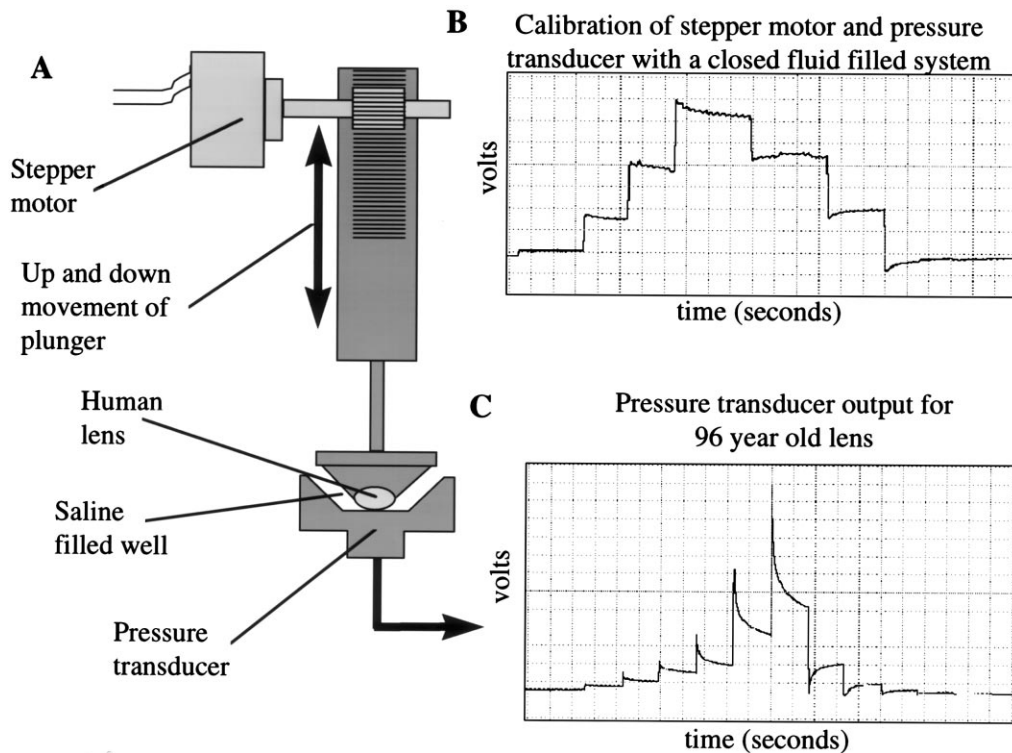 A
Stepper
motor
Up and down
movement of
plunger
Human
lens
Saline
filled well
Pressure
transducer
B
Calibration of stepper motor and pressure
transducer with a closed fluid filled system
volts
time (seconds)
C
Pressure transducer output for
96 year old lens
volts
time (seconds)